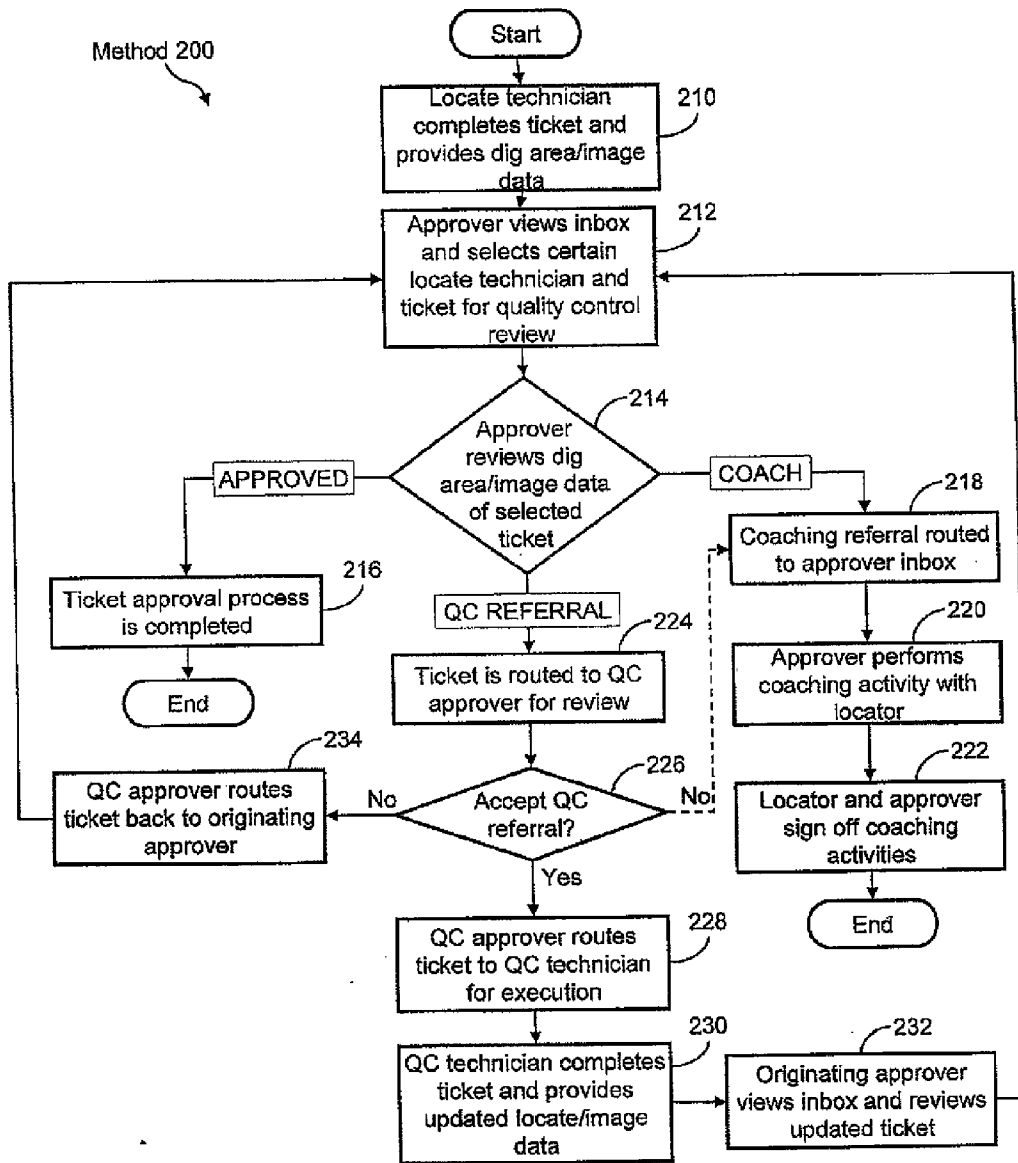 Start
Method 200
Locate technician
completes ticket and
provides dig area/image
data
210
Approver views inbox
and selects certain
locate technician and
ticket for quality control
review
212
Approver
reviews dig
area/image data
of selected
ticket
214
APPROVED
COACH
QC REFERRAL
Ticket approval process
is completed
216
End
Coaching referral routed
to approver inbox
218
Approver performs
coaching activity with
locator
220
Locator and approver
sign off coaching
activities
222
End
Ticket is routed to QC
approver for review
224
Accept QC
referral?
226
No
No
Yes
QC approver routes
ticket back to originating
approver
234
QC approver routes
ticket to QC technician
for execution
228
QC technician completes
ticket and provides
updated locate/image
data
230
Originating approver
views inbox and reviews
updated ticket
232